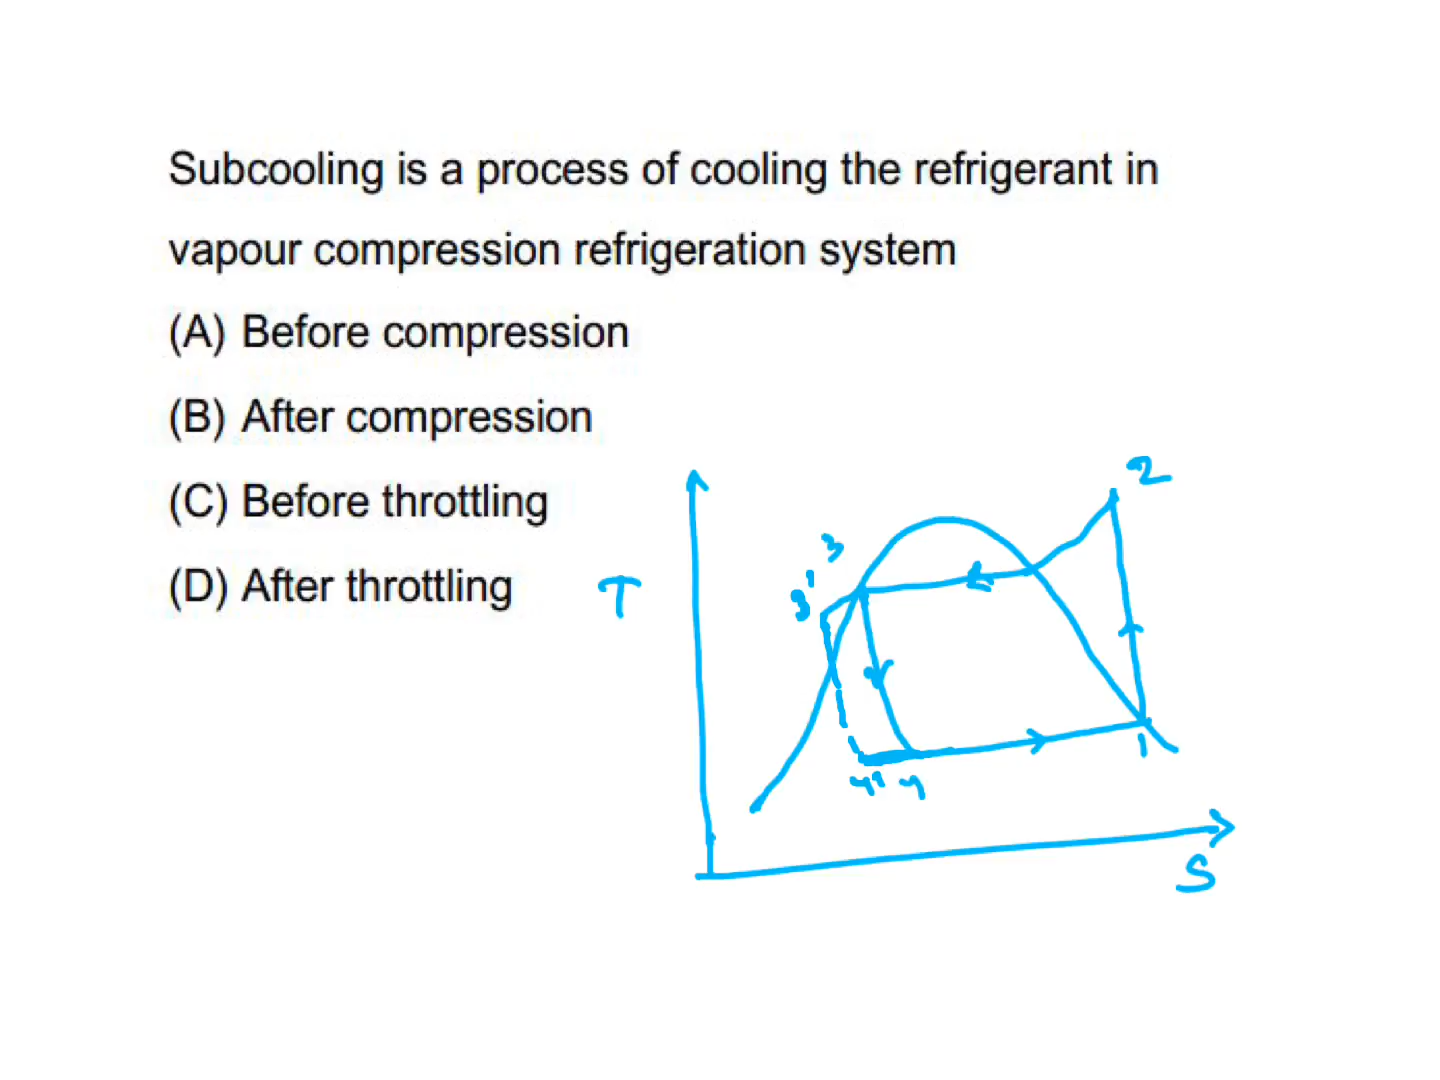 Subcooling is a process of cooling the refrigerant in
vapour compression refrigeration system
(A) Before compression
(B) After compression
(C) Before throttling
(D) After throttling
T
2
3
3'
4' 4
1
S